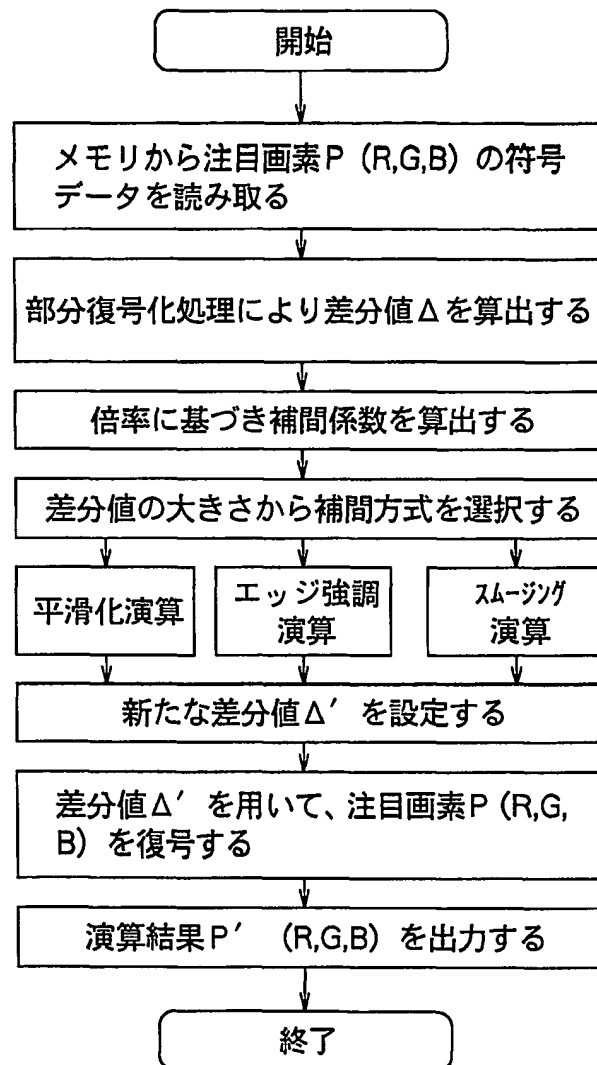 開始
メモリから注目画素P (R,G,B) の符号
データを読み取る
部分復号化処理により差分値Δを算出する
倍率に基づき補間係数を算出する
差分値の大きさから補間方式を選択する
平滑化演算
エッジ強調
演算
スムージング
演算
新たな差分値Δ′を設定する
差分値Δ′を用いて、注目画素P (R,G,
B) を復号する
演算結果P′ (R,G,B) を出力する
終了